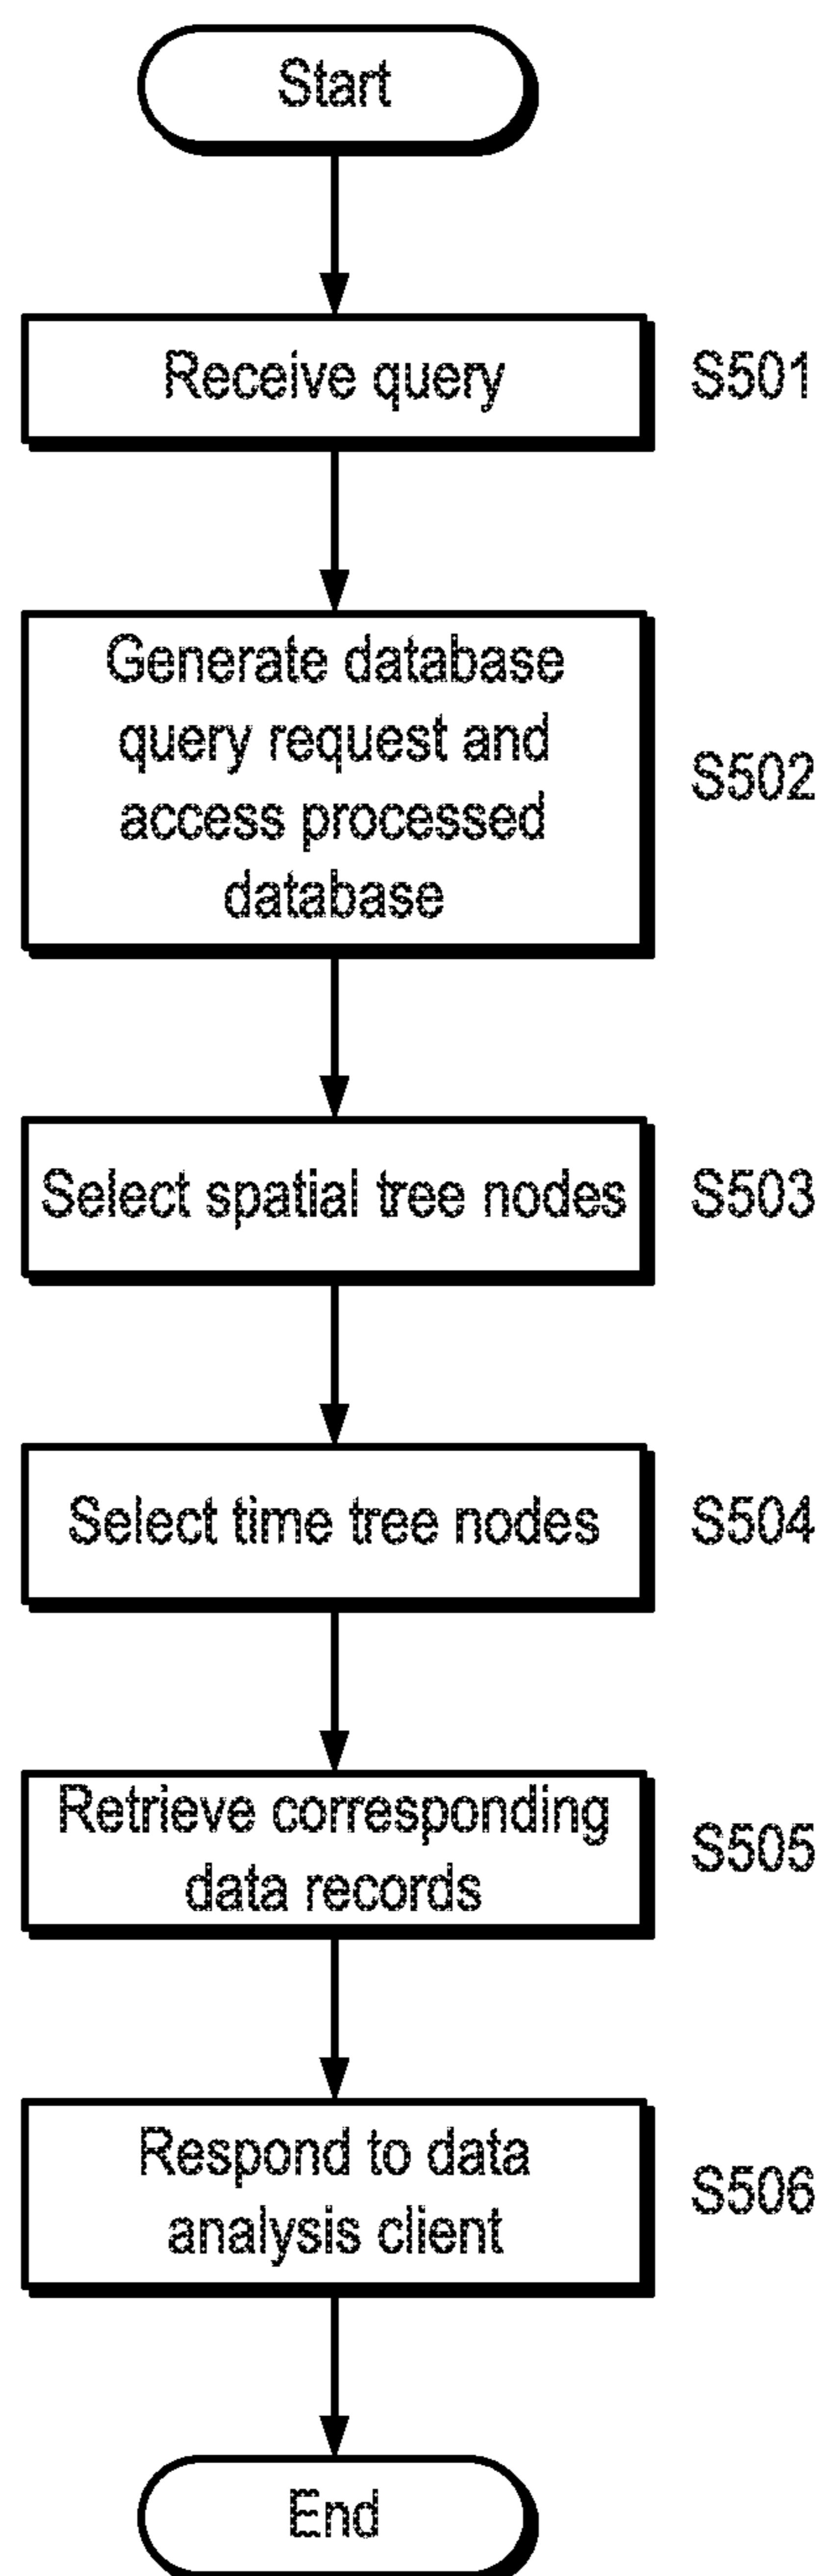 Start
Receive query
S501
Generate database
query request and
access processed
database
S502
Select spatial tree nodes
S503
Select time tree nodes
S504
Retrieve corresponding
data records
S505
Respond to data
analysis client
S506
End